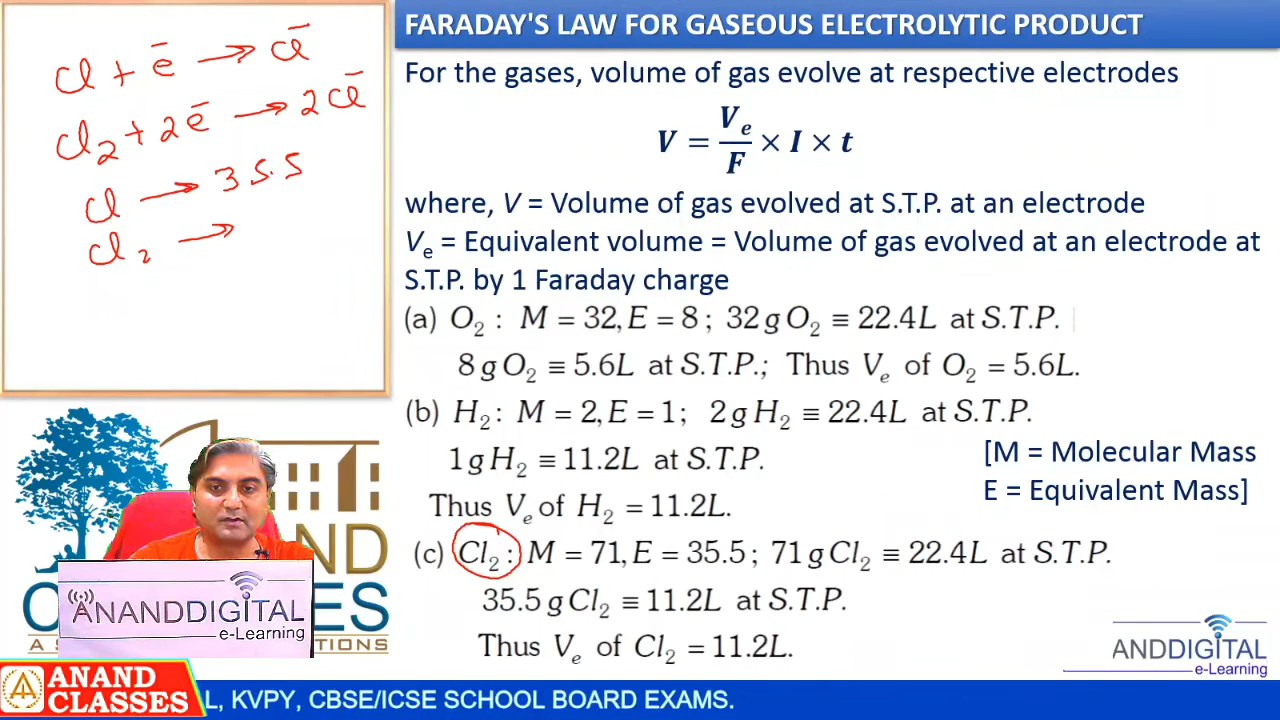 Cl + ē → Cl⁻
Cl₂ + 2ē → 2Cl⁻
Cl → 35.5
Cl₂ →
FARADAY'S LAW FOR GASEOUS ELECTROLYTIC PRODUCT
For the gases, volume of gas evolve at respective electrodes
V = Vₑ/F × I × t
where, V = Volume of gas evolved at S.T.P. at an electrode
Vₑ = Equivalent volume = Volume of gas evolved at an electrode at
S.T.P. by 1 Faraday charge
(a) O₂ : M = 32, E = 8 ; 32 g O₂ ≡ 22.4L at S.T.P.
8 g O₂ ≡ 5.6L at S.T.P.; Thus Vₑ of O₂ = 5.6L.
(b) H₂ : M = 2, E = 1; 2 g H₂ ≡ 22.4L at S.T.P.
1 g H₂ ≡ 11.2L at S.T.P.
Thus Vₑ of H₂ = 11.2L.
[M = Molecular Mass
E = Equivalent Mass]
(c) Cl₂ : M = 71, E = 35.5 ; 71 g Cl₂ ≡ 22.4L at S.T.P.
35.5 g Cl₂ ≡ 11.2L at S.T.P.
Thus Vₑ of Cl₂ = 11.2L.
ANANDDIGITAL
e-Learning
ANDDIGITAL
e-Learning
ANAND
CLASSES
L, KVPY, CBSE/ICSE SCHOOL BOARD EXAMS.